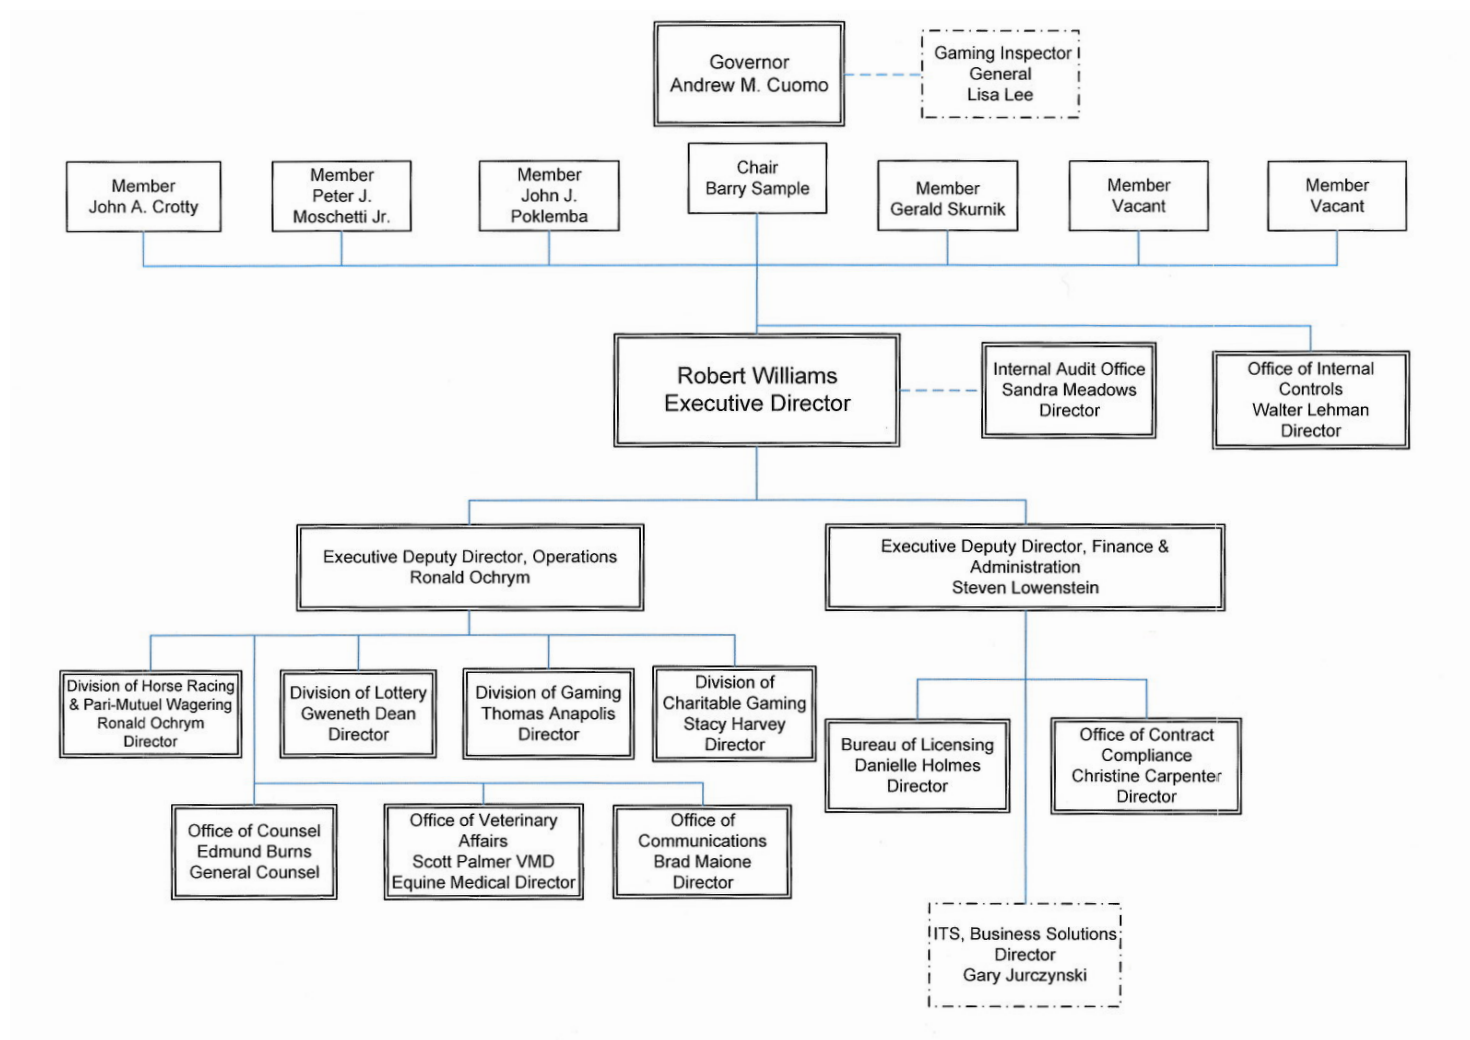 Governor
Andrew M. Cuomo
Gaming Inspector
General
Lisa Lee
Member
John A. Crotty
Member
Peter J.
Moschetti Jr.
Member
John J.
Poklemba
Chair
Barry Sample
Member
Gerald Skurnik
Member
Vacant
Member
Vacant
Robert Williams
Executive Director
Internal Audit Office
Sandra Meadows
Director
Office of Internal
Controls
Walter Lehman
Director
Executive Deputy Director, Operations
Ronald Ochrym
Executive Deputy Director, Finance &
Administration
Steven Lowenstein
Division of Horse Racing
& Pari-Mutuel Wagering
Ronald Ochrym
Director
Division of Lottery
Gweneth Dean
Director
Division of Gaming
Thomas Anapolis
Director
Division of
Charitable Gaming
Stacy Harvey
Director
Bureau of Licensing
Danielle Holmes
Director
Office of Contract
Compliance
Christine Carpenter
Director
Office of Counsel
Edmund Burns
General Counsel
Office of Veterinary
Affairs
Scott Palmer VMD
Equine Medical Director
Office of
Communications
Brad Maione
Director
ITS, Business Solutions
Director
Gary Jurczynski